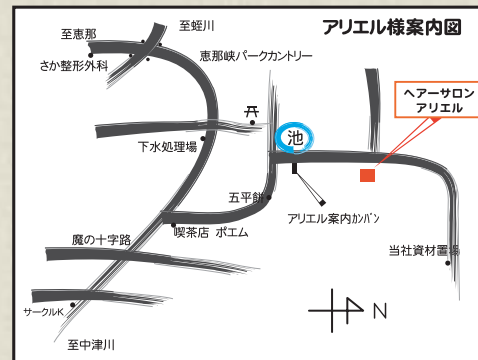 アリエル様案内図
至蛭川
至恵那
さか整形外科
恵那峡パークカントリー
ヘアーサロン
アリエル
池
下水処理場
五平餅
アリエル案内ｶﾝﾊﾞﾝ
喫茶店 ポエム
魔の十字路
当社資材置場
サークルK
N
至中津川